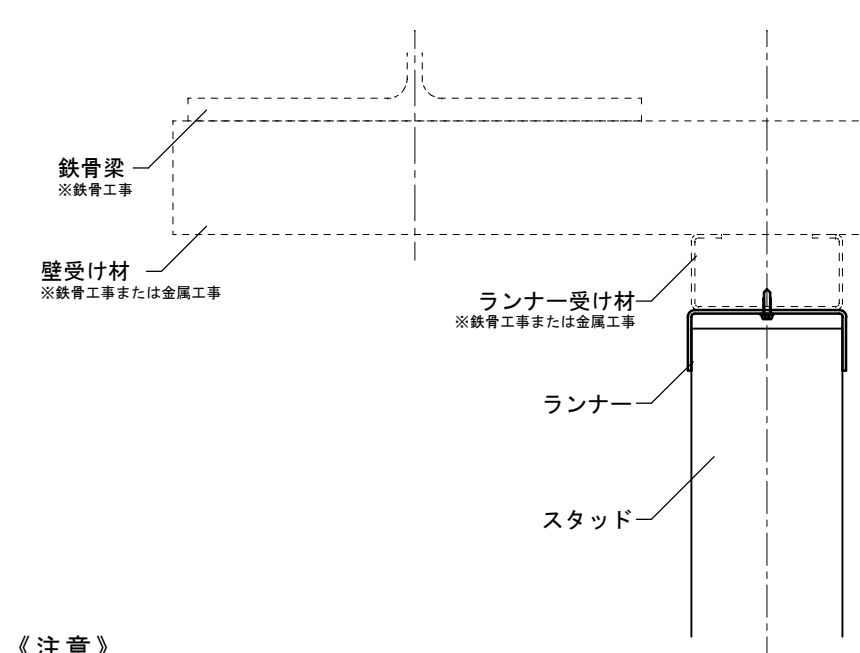 鉄骨梁
※鉄骨工事
壁受け材
※鉄骨工事または金属工事
ランナー受け材
※鉄骨工事または金属工事
ランナー
スタッド
《注意》